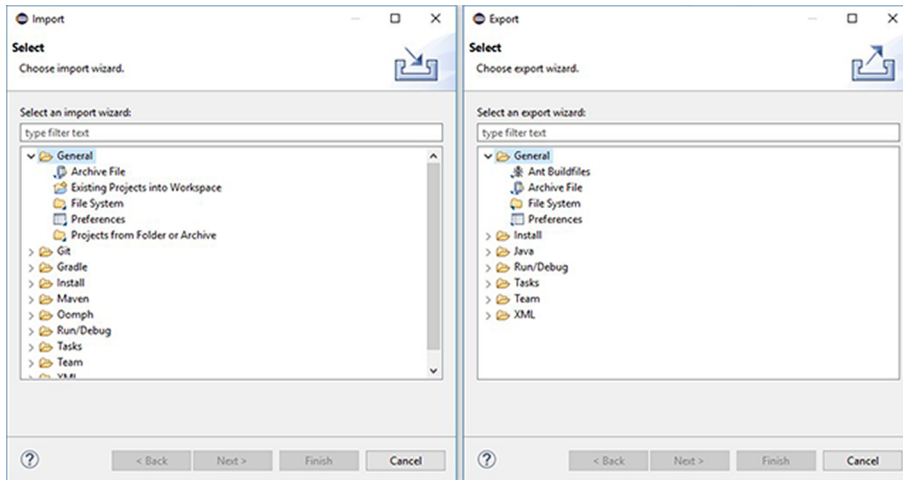 Import
Select
Choose import wizard.
Select an import wizard:
type filter text
General
Archive File
Existing Projects into Workspace
File System
Preferences
Projects from Folder or Archive
Git
Gradle
Install
Maven
Oomph
Run/Debug
Tasks
Team
XML
?
< Back
Next >
Finish
Cancel
Export
Select
Choose export wizard.
Select an export wizard:
type filter text
General
Ant Buildfiles
Archive File
File System
Preferences
Install
Java
Run/Debug
Tasks
Team
XML
?
< Back
Next >
Finish
Cancel